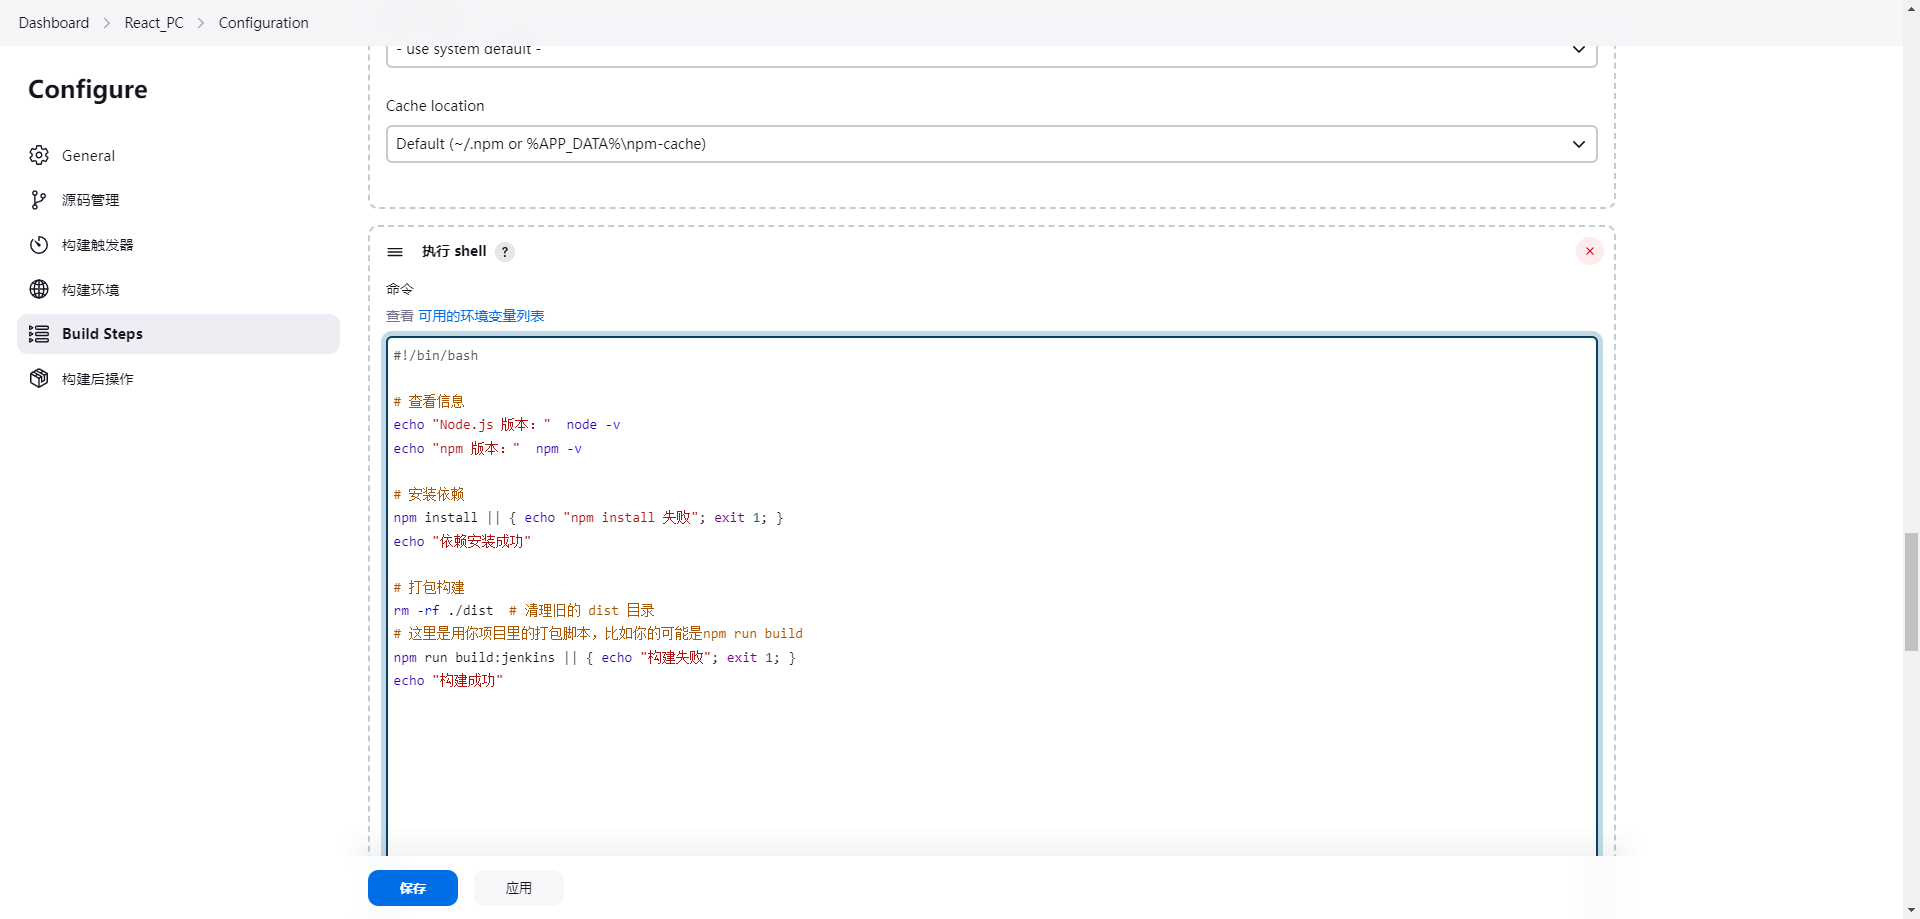 Dashboard > React_PC > Configuration
Configure
General
源码管理
构建触发器
构建环境
Build Steps
构建后操作
- use system default -
Cache location
Default (~/.npm or %APP_DATA%\npm-cache)
执行 shell ?
命令
查看 可用的环境变量列表
#!/bin/bash
# 查看信息
echo "Node.js 版本："  node -v
echo "npm 版本："  npm -v
# 安装依赖
npm install || { echo "npm install 失败"; exit 1; }
echo "依赖安装成功"
# 打包构建
rm -rf ./dist  # 清理旧的 dist 目录
# 这里是用你项目里的打包脚本，比如你的可能是npm run build
npm run build:jenkins || { echo "构建失败"; exit 1; }
echo "构建成功"
保存
应用